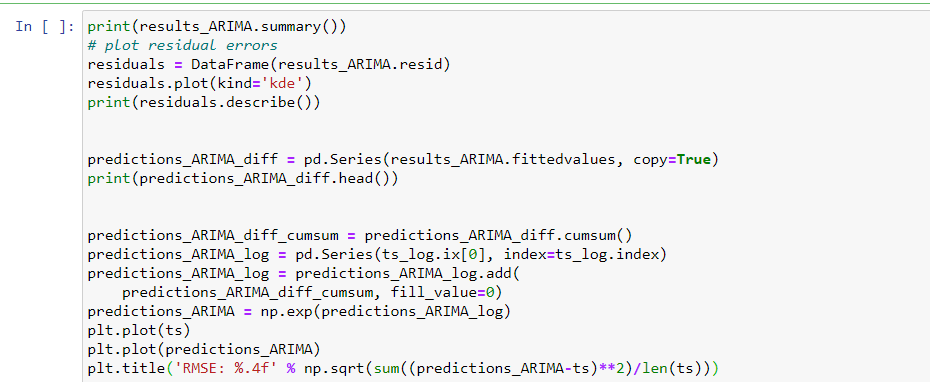 In [ ]: print(results_ARIMA.summary())
# plot residual errors
residuals = DataFrame(results_ARIMA.resid)
residuals.plot(kind='kde')
print(residuals.describe())
predictions_ARIMA_diff = pd.Series(results_ARIMA.fittedvalues, copy=True)
print(predictions_ARIMA_diff.head())
predictions_ARIMA_diff_cumsum = predictions_ARIMA_diff.cumsum()
predictions_ARIMA_log = pd.Series(ts_log.ix[0], index=ts_log.index)
predictions_ARIMA_log = predictions_ARIMA_log.add(
    predictions_ARIMA_diff_cumsum, fill_value=0)
predictions_ARIMA = np.exp(predictions_ARIMA_log)
plt.plot(ts)
plt.plot(predictions_ARIMA)
plt.title('RMSE: %.4f' % np.sqrt(sum((predictions_ARIMA-ts)**2)/len(ts)))